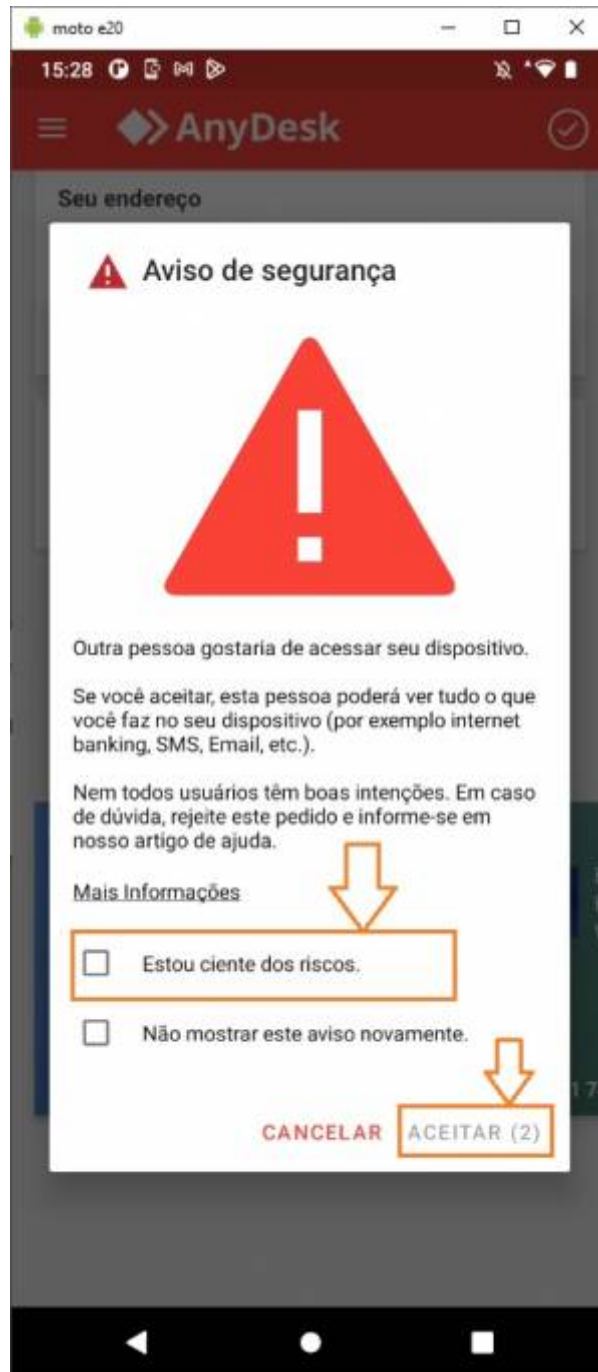 moto e20
15:28
AnyDesk
Seu endereço
Aviso de segurança
Outra pessoa gostaria de acessar seu dispositivo.
Se você aceitar, esta pessoa poderá ver tudo o que
você faz no seu dispositivo (por exemplo internet
banking, SMS, Email, etc.).
Nem todos usuários têm boas intenções. Em caso
de dúvida, rejeite este pedido e informe-se em
nosso artigo de ajuda.
Mais Informações
Estou ciente dos riscos.
Não mostrar este aviso novamente.
CANCELAR ACEITAR (2)